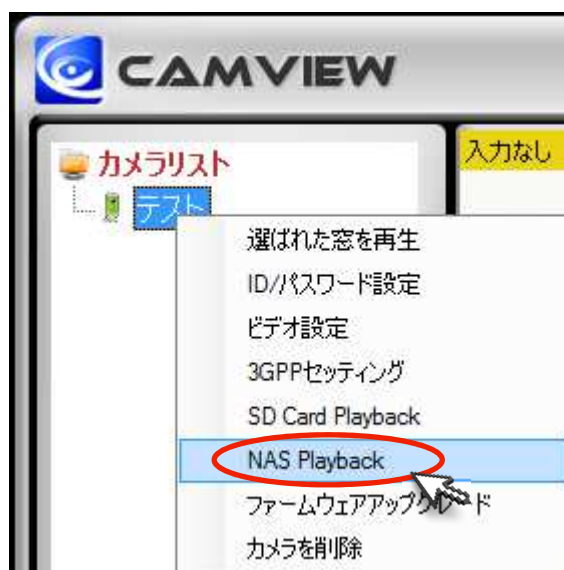 CAMVIEW
カメラリスト
入力なし
テスト
選ばれた窓を再生
ID/パスワード設定
ビデオ設定
3GPPセッティング
SD Card Playback
NAS Playback
ファームウェアアップグレード
カメラを削除